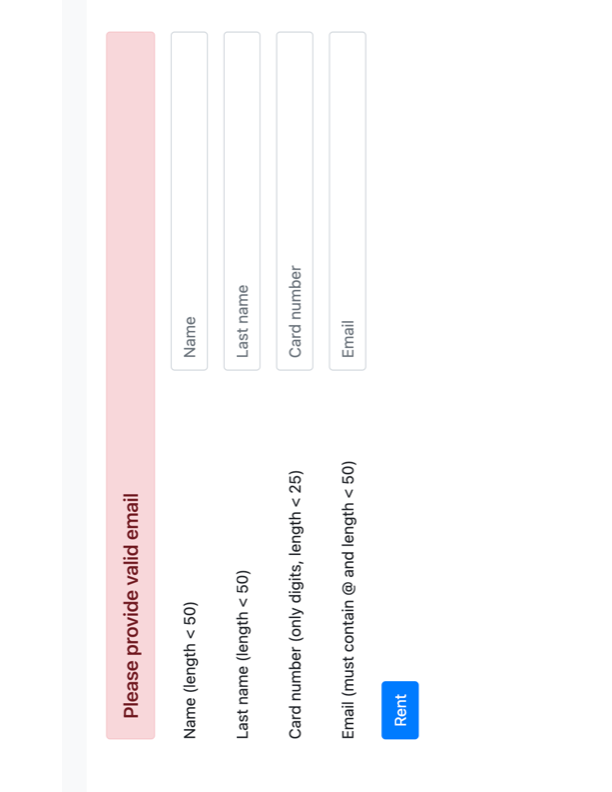 Please provide valid email
Name (length < 50)
Name
Last name (length < 50)
Last name
Card number (only digits, length < 25)
Card number
Email (must contain @ and length < 50)
Email
Rent